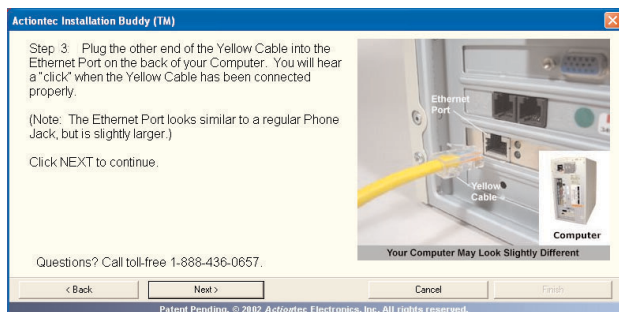 Actiontec Installation Buddy (TM)
Step 3: Plug the other end of the Yellow Cable into the
Ethernet Port on the back of your Computer. You will hear
a "click" when the Yellow Cable has been connected
properly.
(Note: The Ethernet Port looks similar to a regular Phone
Jack, but is slightly larger.)
Click NEXT to continue.
Questions? Call toll-free 1-888-436-0657.
Ethernet
Port
Yellow
Cable
Computer
Your Computer May Look Slightly Different
< Back
Next >
Cancel
Finish
Patent Pending. © 2002 Actiontec Electronics, Inc. All rights reserved.